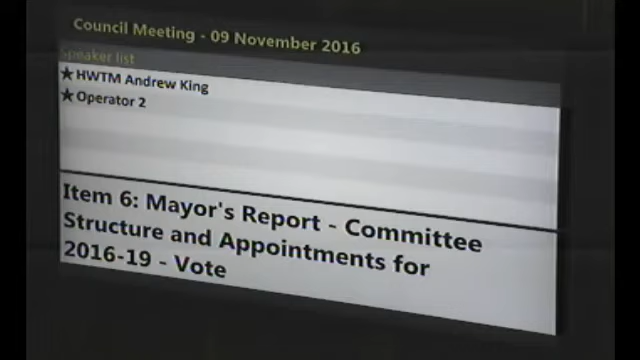 Council Meeting - 09 November 2016
Speaker list
★ HWTM Andrew King
★ Operator 2
Item 6: Mayor's Report - Committee
Structure and Appointments for
2016-19 - Vote